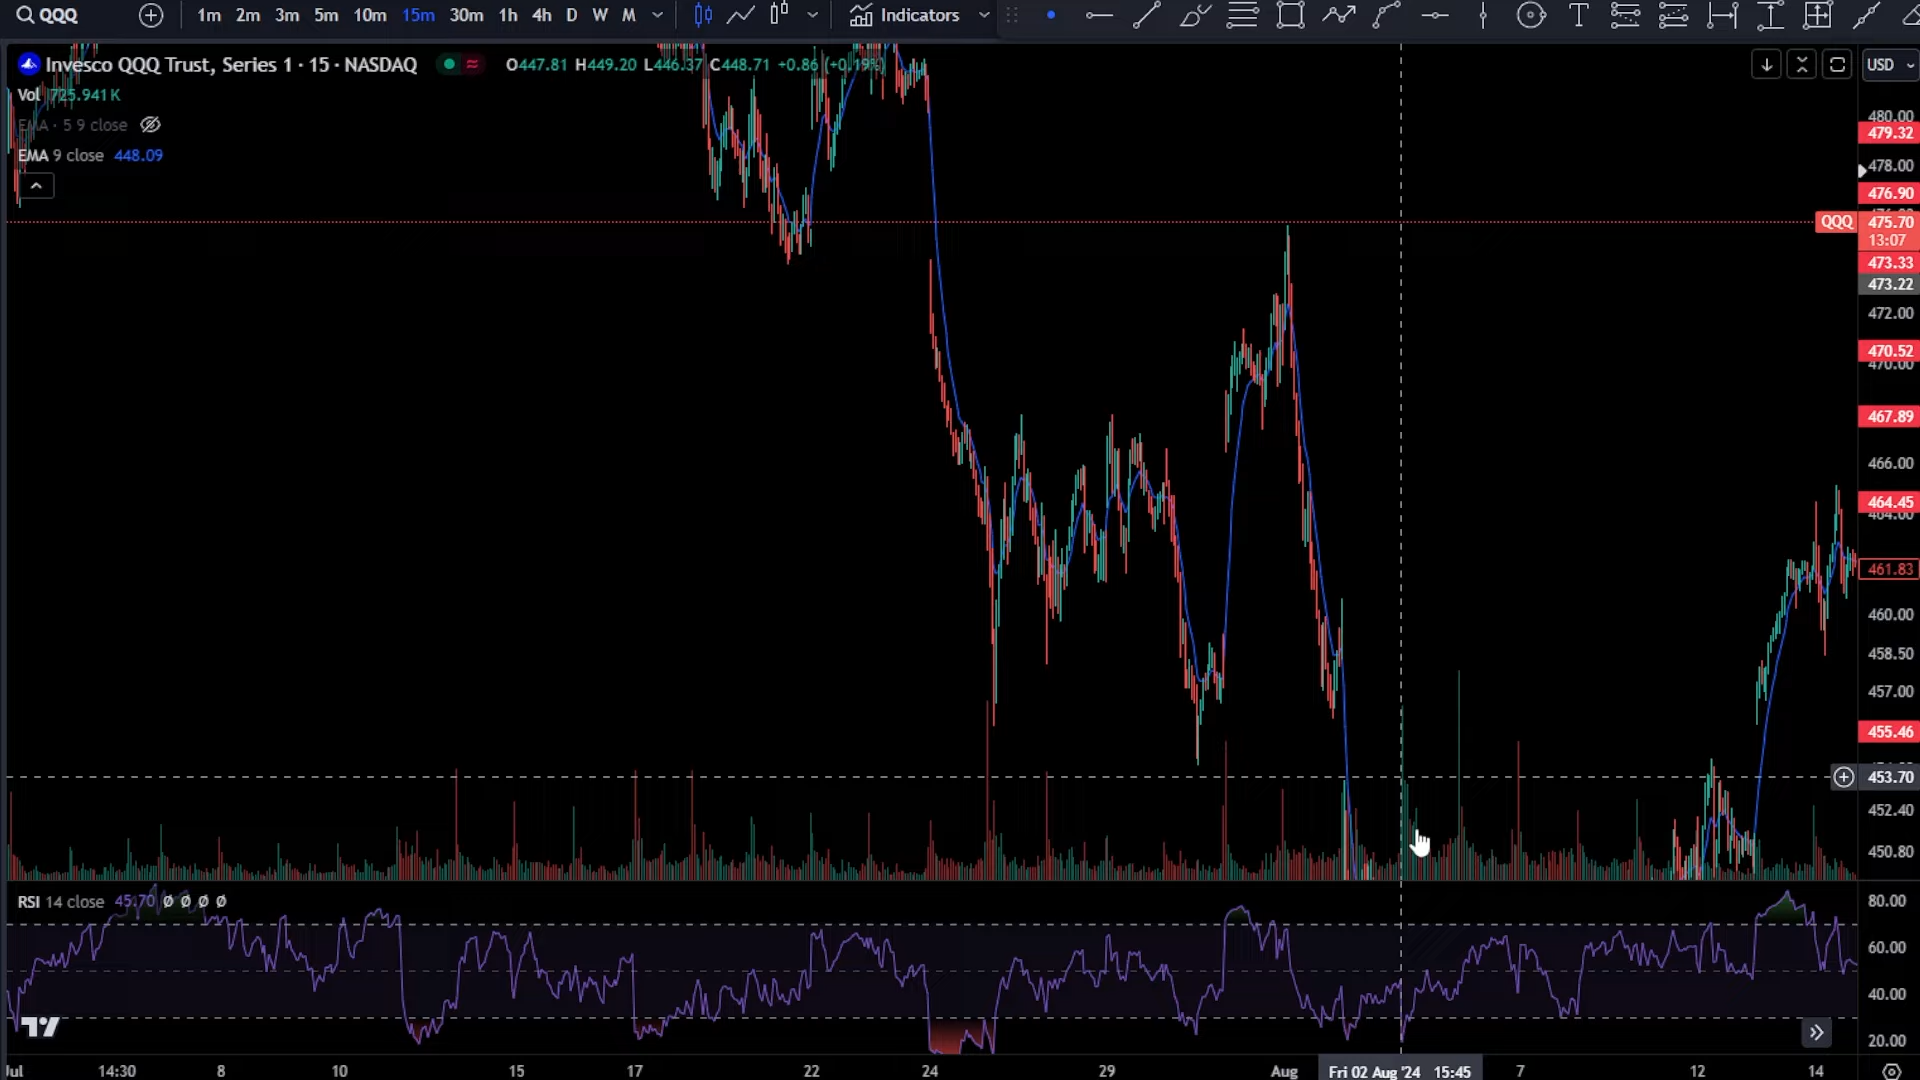 QQQ 1m 2m 3m 5m 10m 15m 30m 1h 4h D W M Indicators
Invesco QQQ Trust, Series 1 · 15 · NASDAQ O447.81 H449.20 L446.37 C448.71 +0.86 (+0.19%)
USD
Vol 725.941 K
EMA · 5 9 close
EMA 9 close 448.09
480.00
479.32
478.00
476.90
QQQ 475.70
13:07
473.33
473.22
472.00
470.52
470.00
467.89
466.00
464.45
464.00
461.83
460.00
458.50
457.00
455.46
453.70
452.40
450.80
RSI 14 close 45.70 Ø Ø Ø Ø
80.00
60.00
40.00
20.00
Jul 14:30 8 10 15 17 22 24 29 Aug Fri 02 Aug '24 15:45 7 12 14